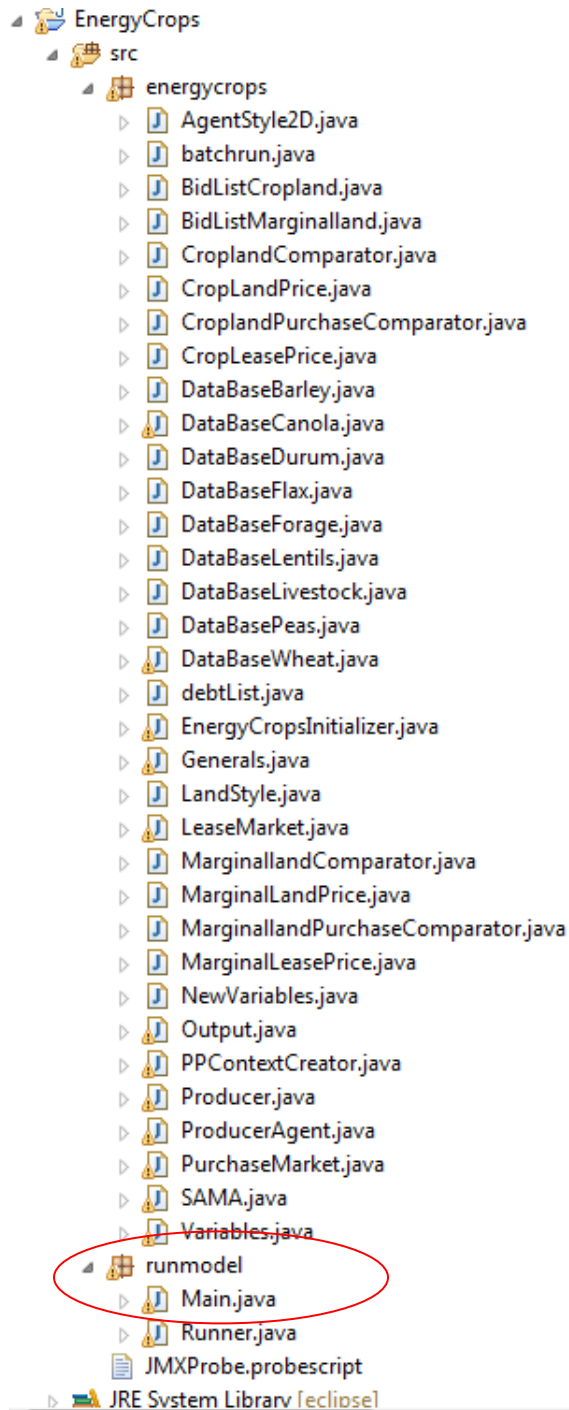 EnergyCrops
src
energycrops
AgentStyle2D.java
batchrun.java
BidListCropland.java
BidListMarginalland.java
CroplandComparator.java
CropLandPrice.java
CroplandPurchaseComparator.java
CropLeasePrice.java
DataBaseBarley.java
DataBaseCanola.java
DataBaseDurum.java
DataBaseFlax.java
DataBaseForage.java
DataBaseLentils.java
DataBaseLivestock.java
DataBasePeas.java
DataBaseWheat.java
debtList.java
EnergyCropsInitializer.java
Generals.java
LandStyle.java
LeaseMarket.java
MarginallandComparator.java
MarginalLandPrice.java
MarginallandPurchaseComparator.java
MarginalLeasePrice.java
NewVariables.java
Output.java
PPContextCreator.java
Producer.java
ProducerAgent.java
PurchaseMarket.java
SAMA.java
Variables.java
runmodel
Main.java
Runner.java
JMXProbe.probescript
JRE System Library [eclipse]